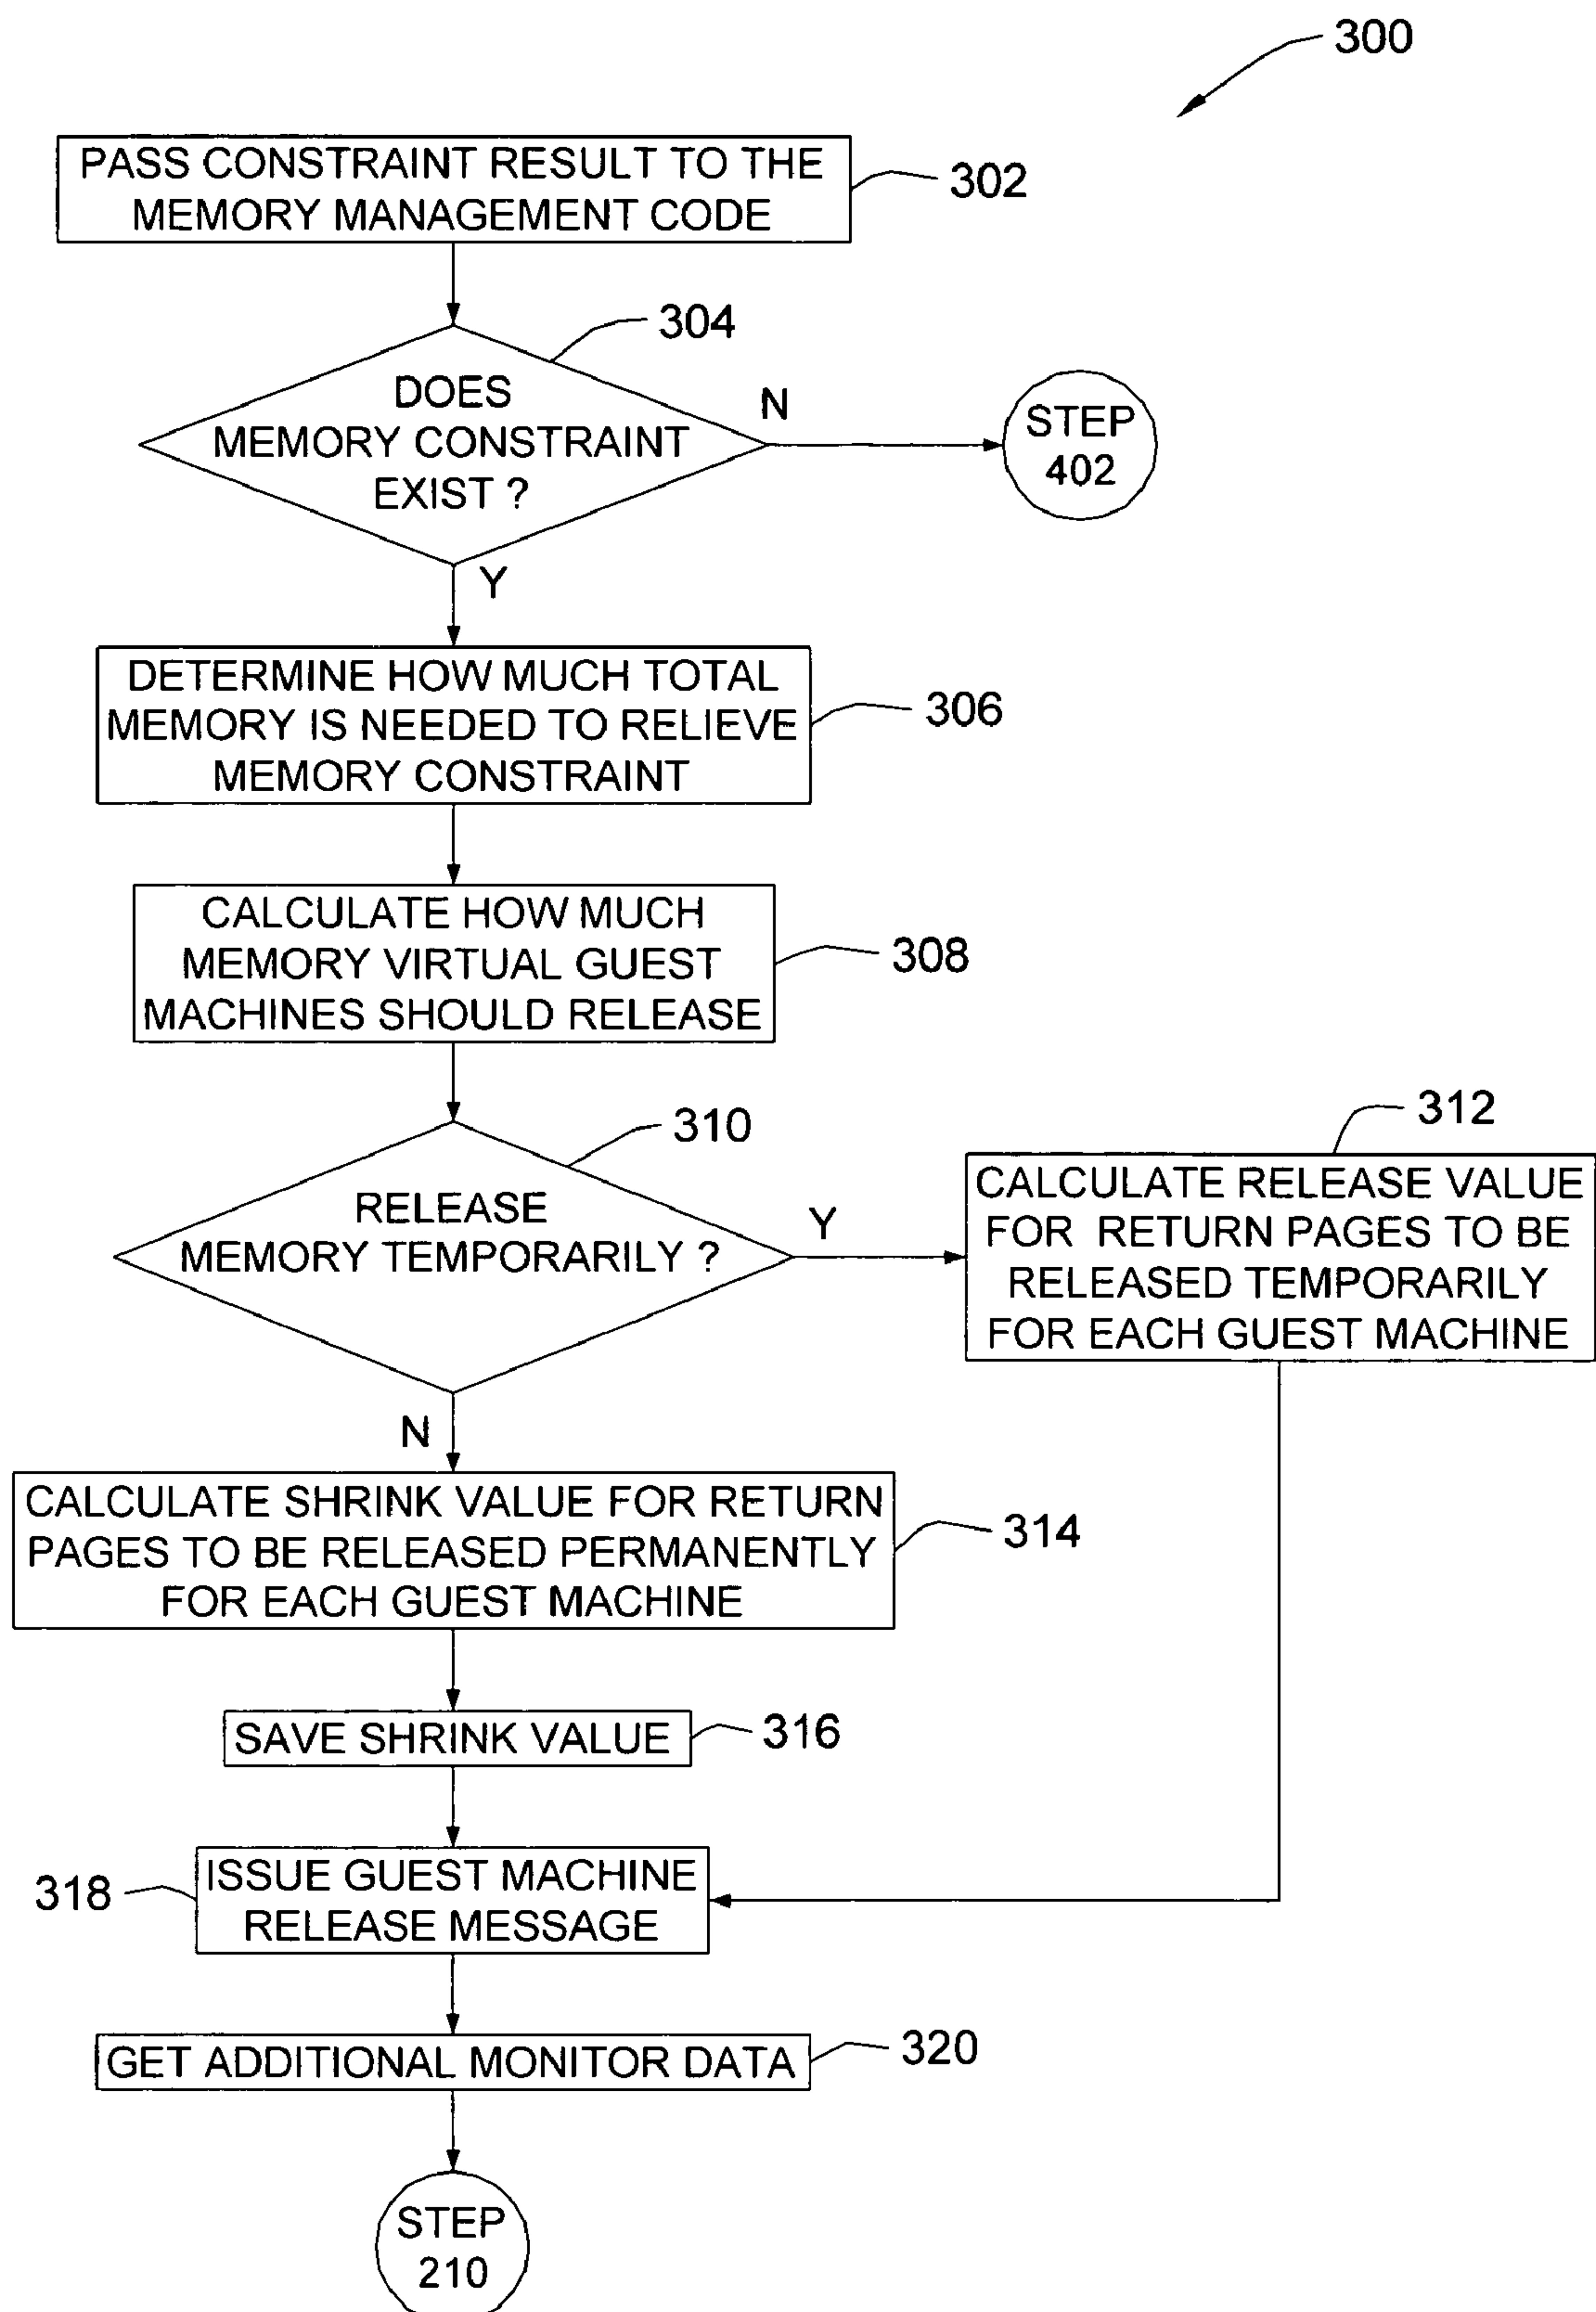 300
PASS CONSTRAINT RESULT TO THE
MEMORY MANAGEMENT CODE
302
304
DOES
MEMORY CONSTRAINT
EXIST ?
N
STEP
402
Y
DETERMINE HOW MUCH TOTAL
MEMORY IS NEEDED TO RELIEVE
MEMORY CONSTRAINT
306
CALCULATE HOW MUCH
MEMORY VIRTUAL GUEST
MACHINES SHOULD RELEASE
308
310
RELEASE
MEMORY TEMPORARILY ?
Y
312
CALCULATE RELEASE VALUE
FOR RETURN PAGES TO BE
RELEASED TEMPORARILY
FOR EACH GUEST MACHINE
N
CALCULATE SHRINK VALUE FOR RETURN
PAGES TO BE RELEASED PERMANENTLY
FOR EACH GUEST MACHINE
314
SAVE SHRINK VALUE
316
318
ISSUE GUEST MACHINE
RELEASE MESSAGE
GET ADDITIONAL MONITOR DATA
320
STEP
210